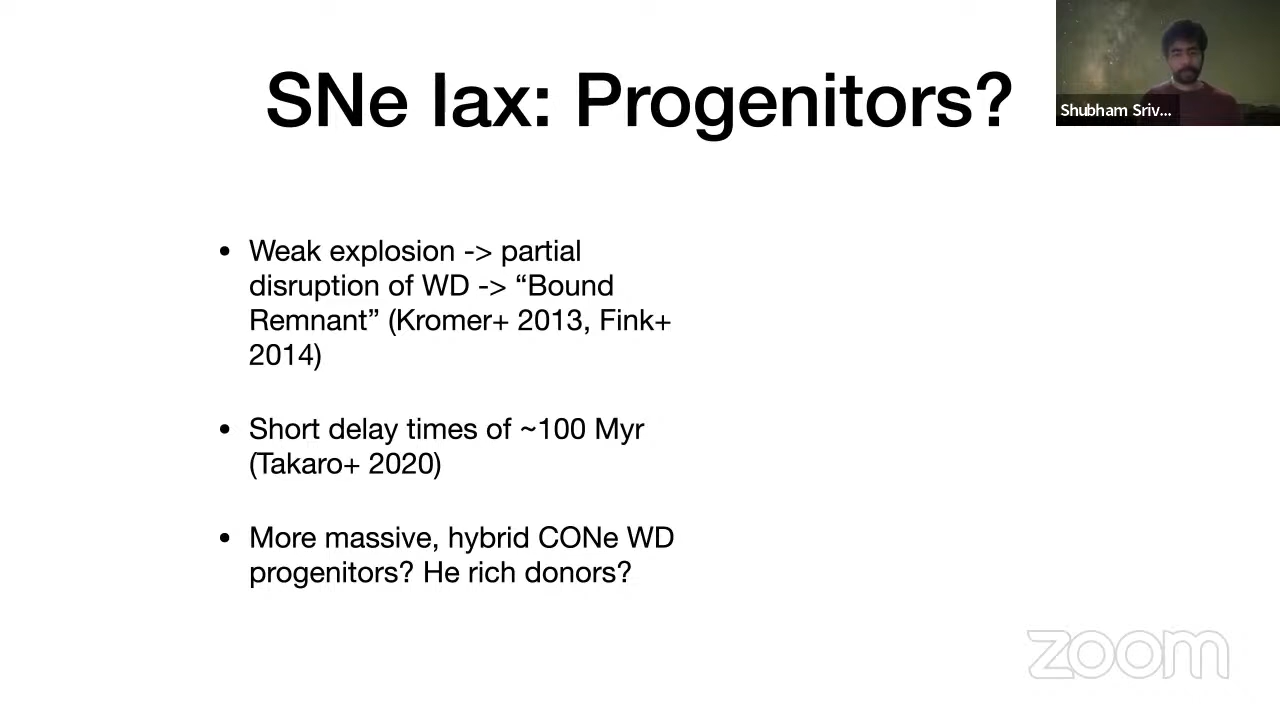 SNe Iax: Progenitors?
Shubham Sriv...
• Weak explosion -> partial
disruption of WD -> “Bound
Remnant” (Kromer+ 2013, Fink+
2014)
• Short delay times of ~100 Myr
(Takaro+ 2020)
• More massive, hybrid CONe WD
progenitors? He rich donors?
zoom